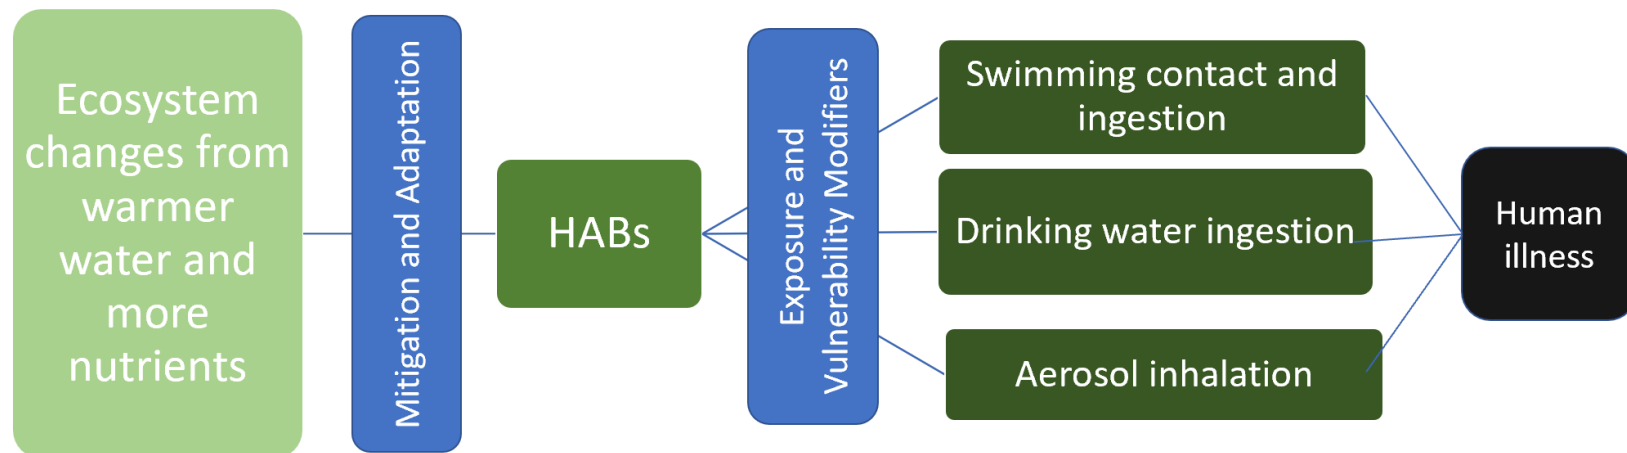 Ecosystem
changes from
warmer
water and
more
nutrients
Mitigation and Adaptation
HABs
Exposure and
Vulnerability Modifiers
Swimming contact and
ingestion
Drinking water ingestion
Aerosol inhalation
Human
illness